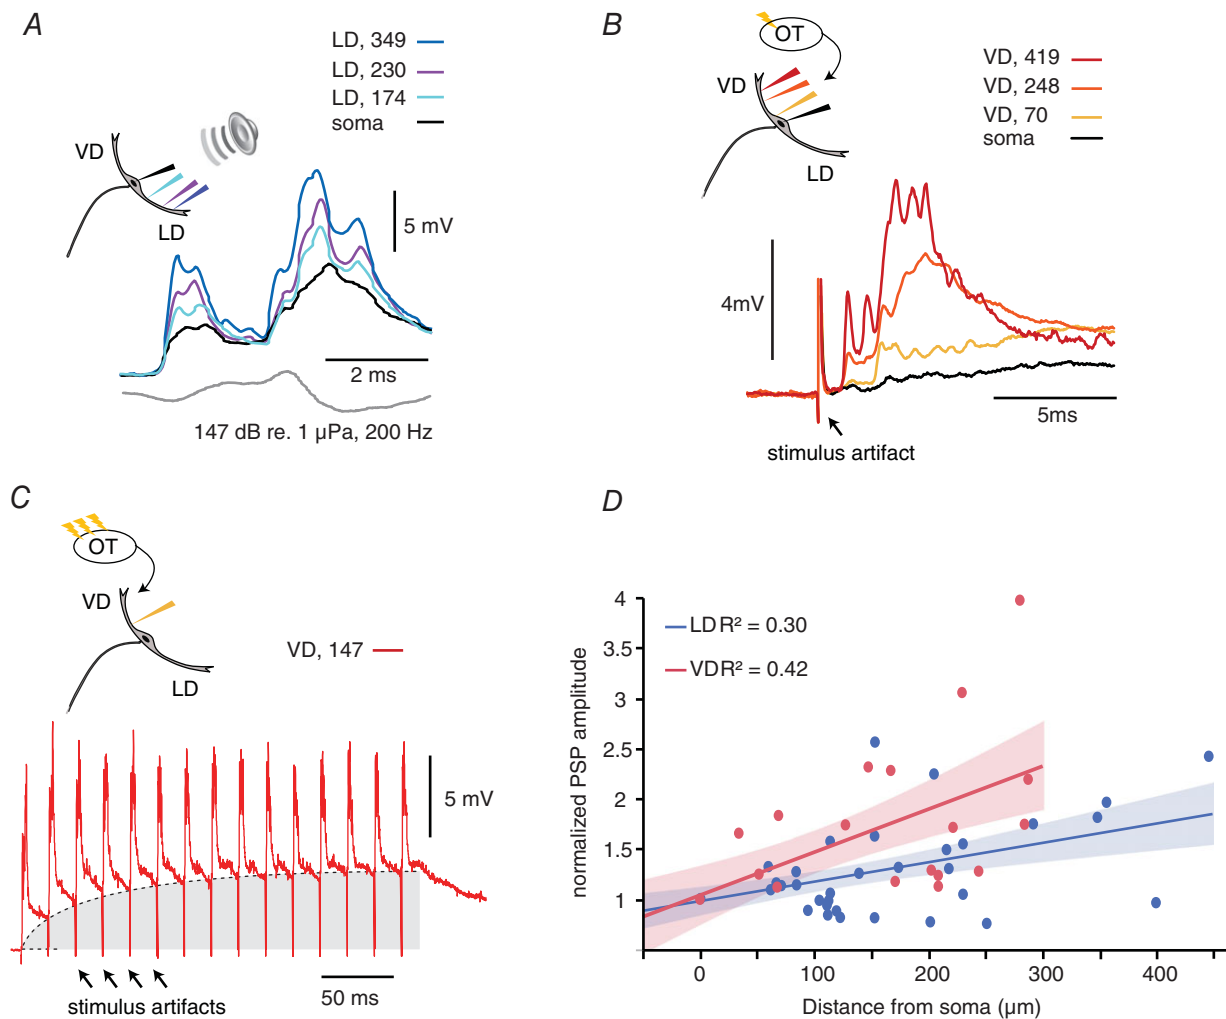 A
LD, 349
LD, 230
LD, 174
soma
VD
LD
5 mV
2 ms
147 dB re. 1 µPa, 200 Hz
B
OT
VD
LD
VD, 419
VD, 248
VD, 70
soma
4mV
5ms
stimulus artifact
C
OT
VD
LD
VD, 147
5 mV
50 ms
stimulus artifacts
D
LD R² = 0.30
VD R² = 0.42
normalized PSP amplitude
4
3.5
3
2.5
2
1.5
1
0
100
200
300
400
Distance from soma (µm)